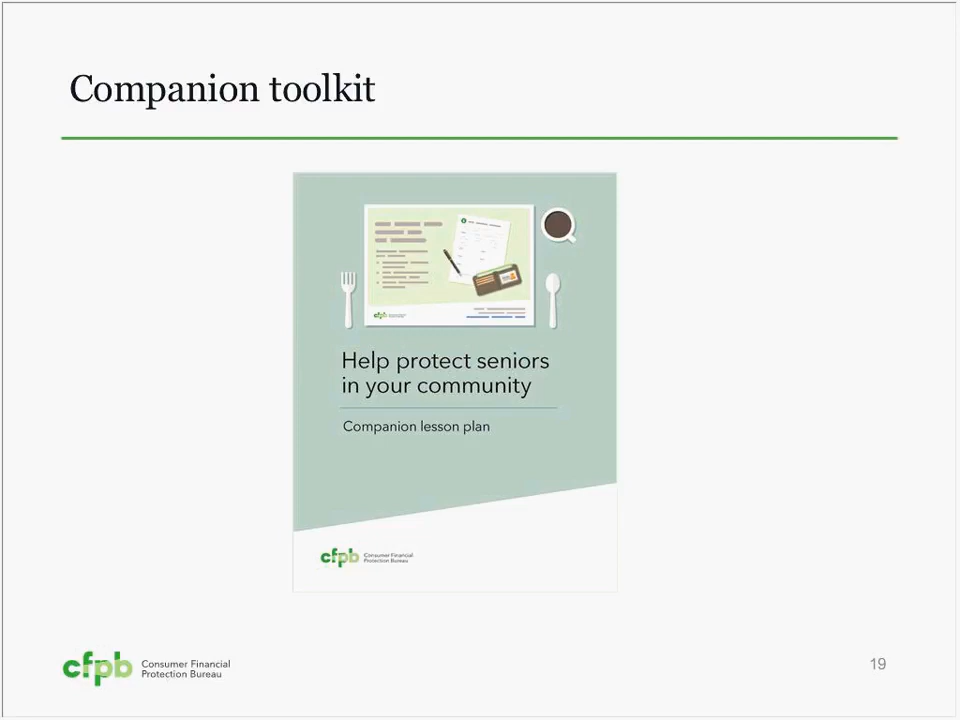 Companion toolkit
Help protect seniors
in your community
Companion lesson plan
cfpb Consumer Financial
Protection Bureau
cfpb Consumer Financial
Protection Bureau
19